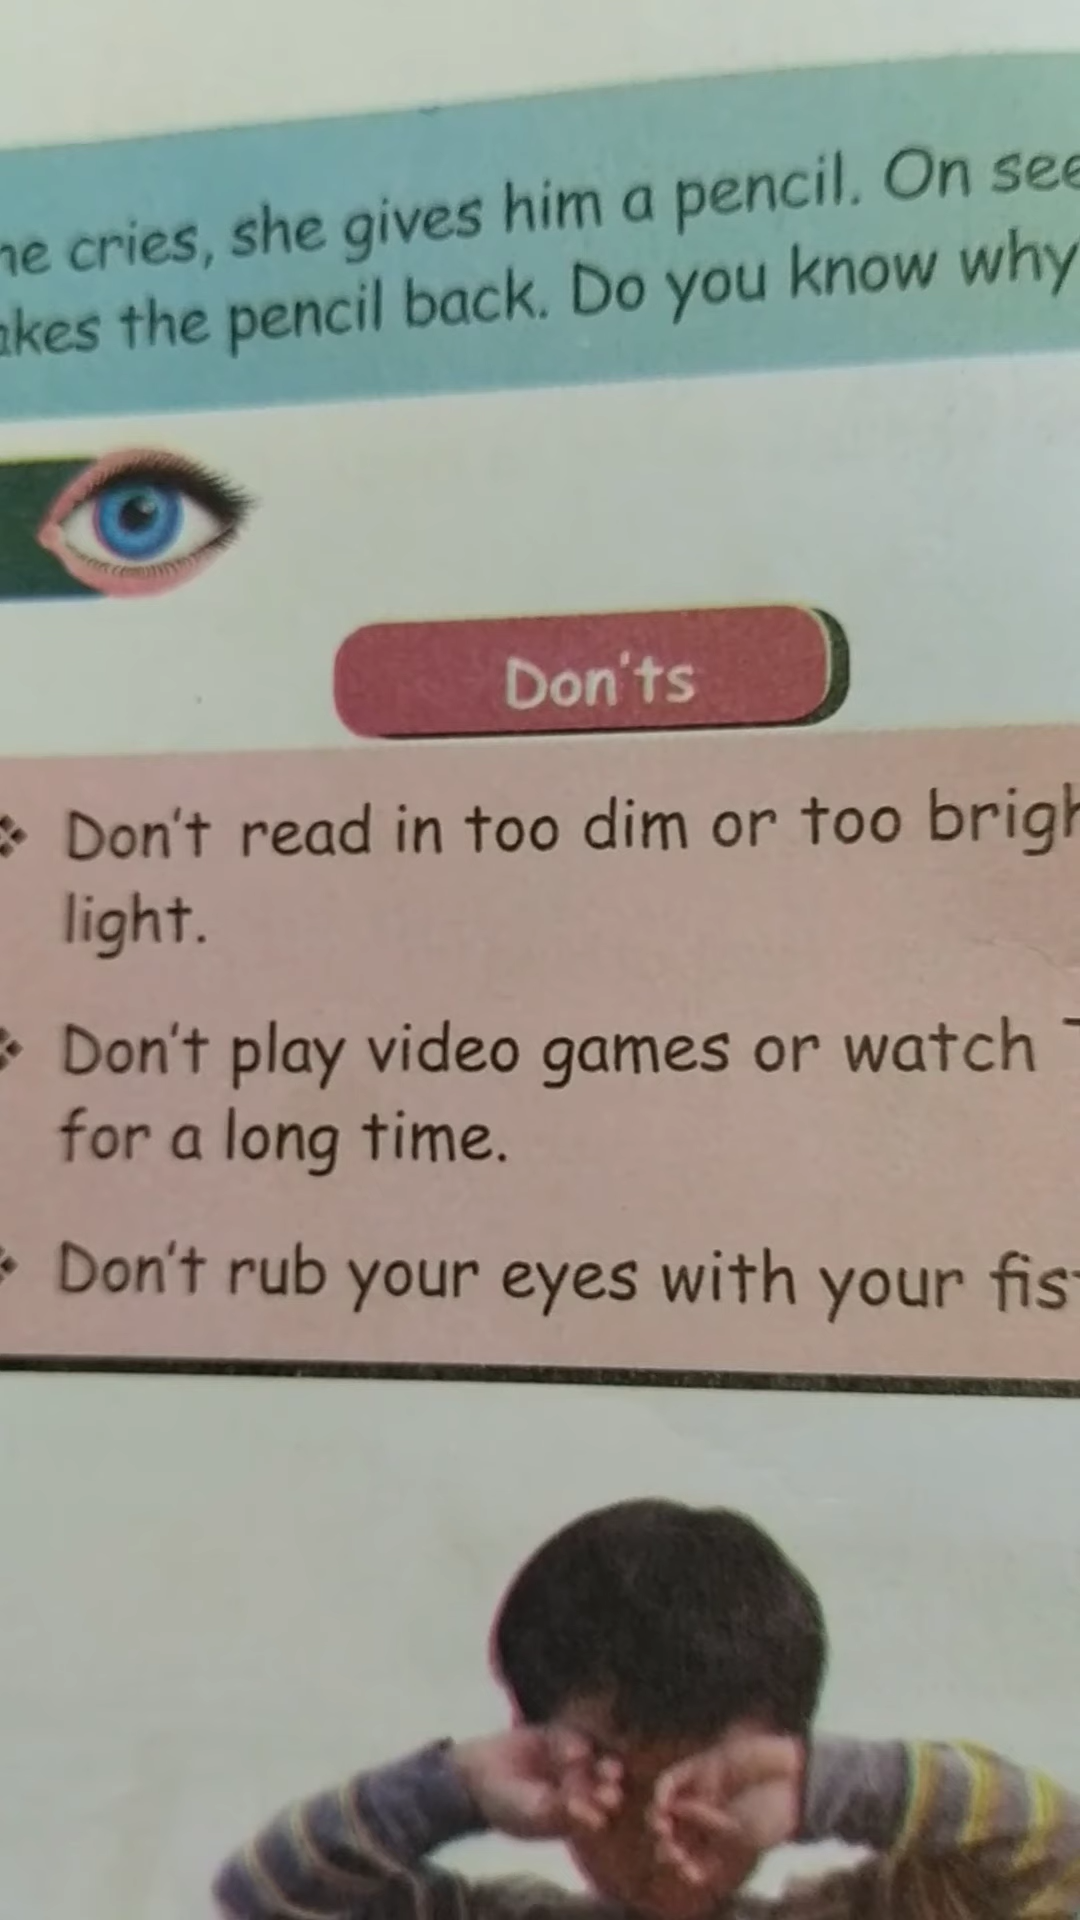 he cries, she gives him a pencil. On see
akes the pencil back. Do you know why
Don'ts
Don't read in too dim or too brigh
light.
Don't play video games or watch
for a long time.
Don't rub your eyes with your fis